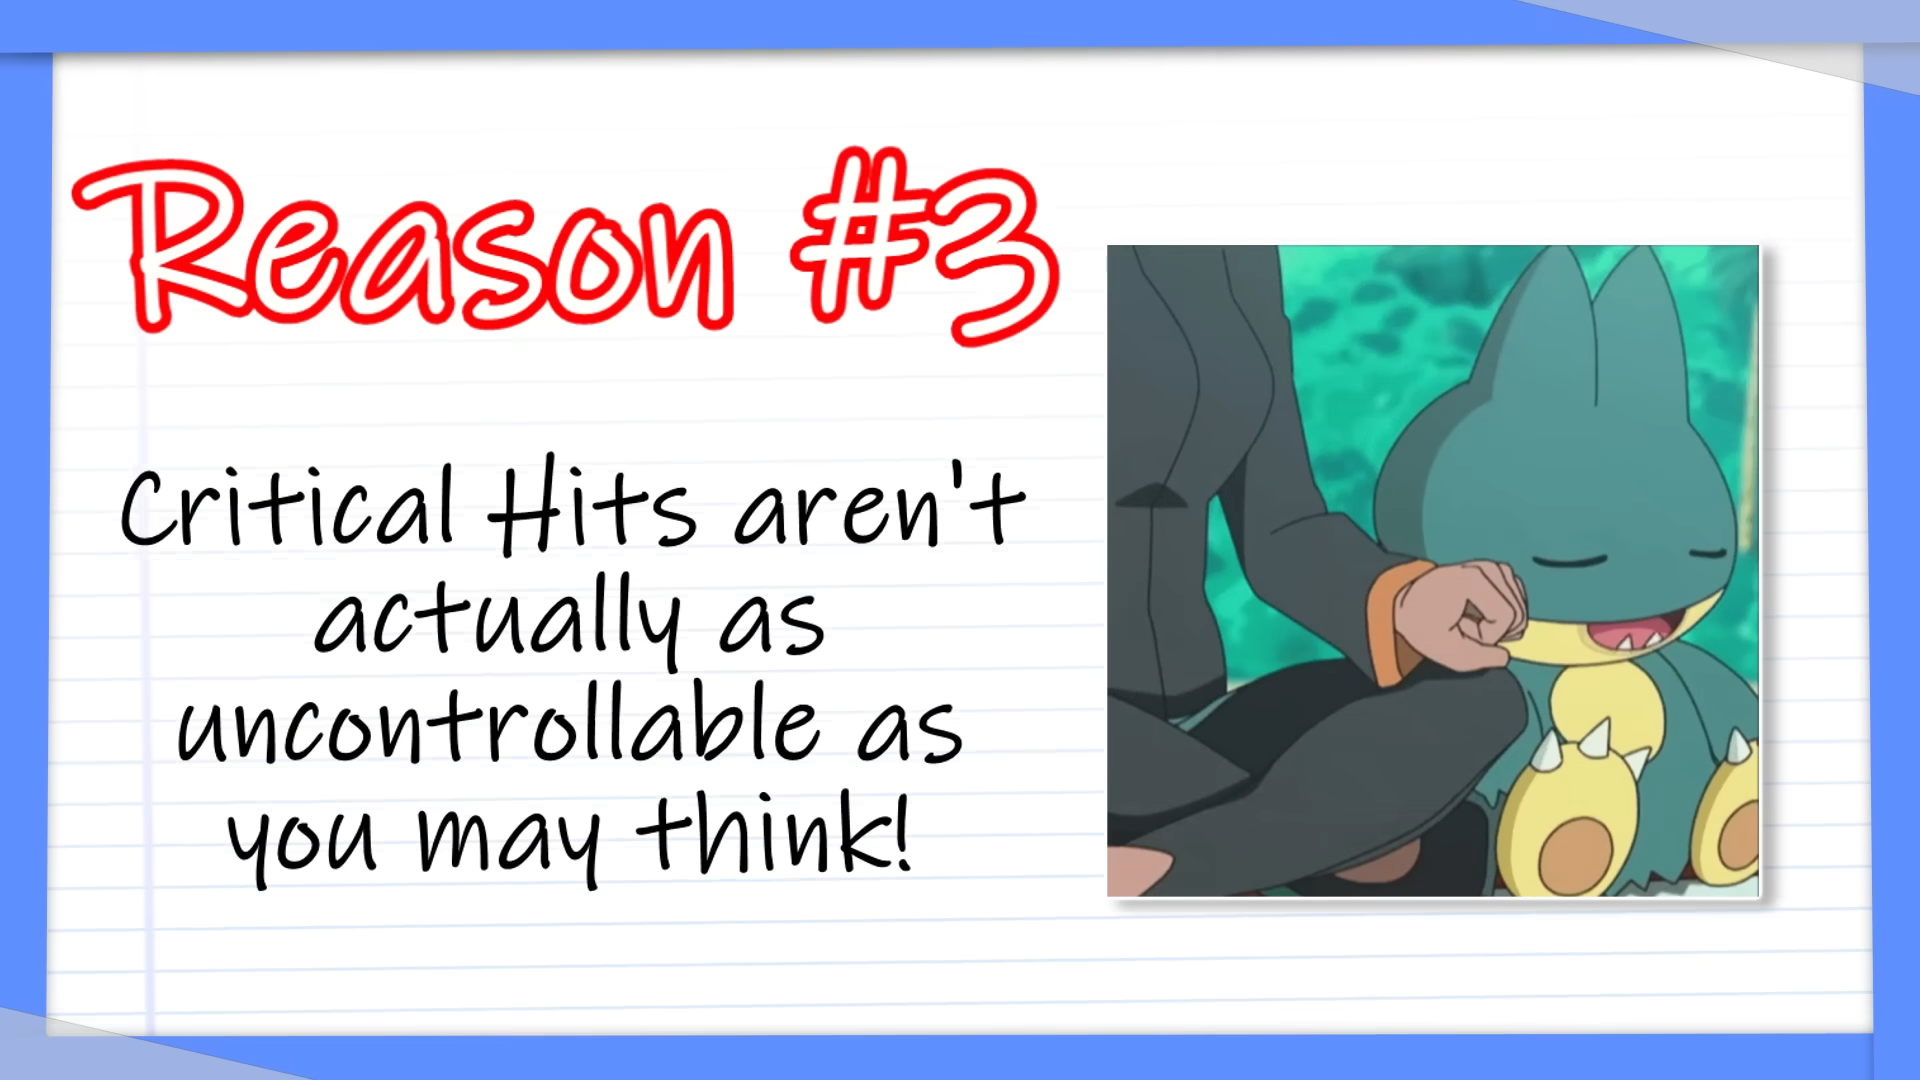 Reason #3
Critical Hits aren't
actually as
uncontrollable as
you may think!